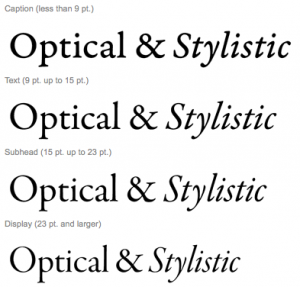 Caption (less than 9 pt.)
Optical & Stylistic
Text (9 pt. up to 15 pt.)
Optical & Stylistic
Subhead (15 pt. up to 23 pt.)
Optical & Stylistic
Display (23 pt. and larger)
Optical & Stylistic